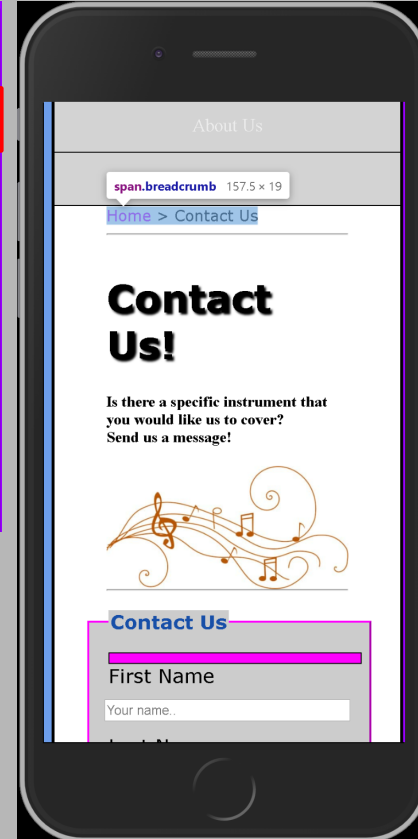 About Us
span.breadcrumb 157.5 × 19
Home > Contact Us
Contact
Us!
Is there a specific instrument that
you would like us to cover?
Send us a message!
Contact Us
First Name
Your name..